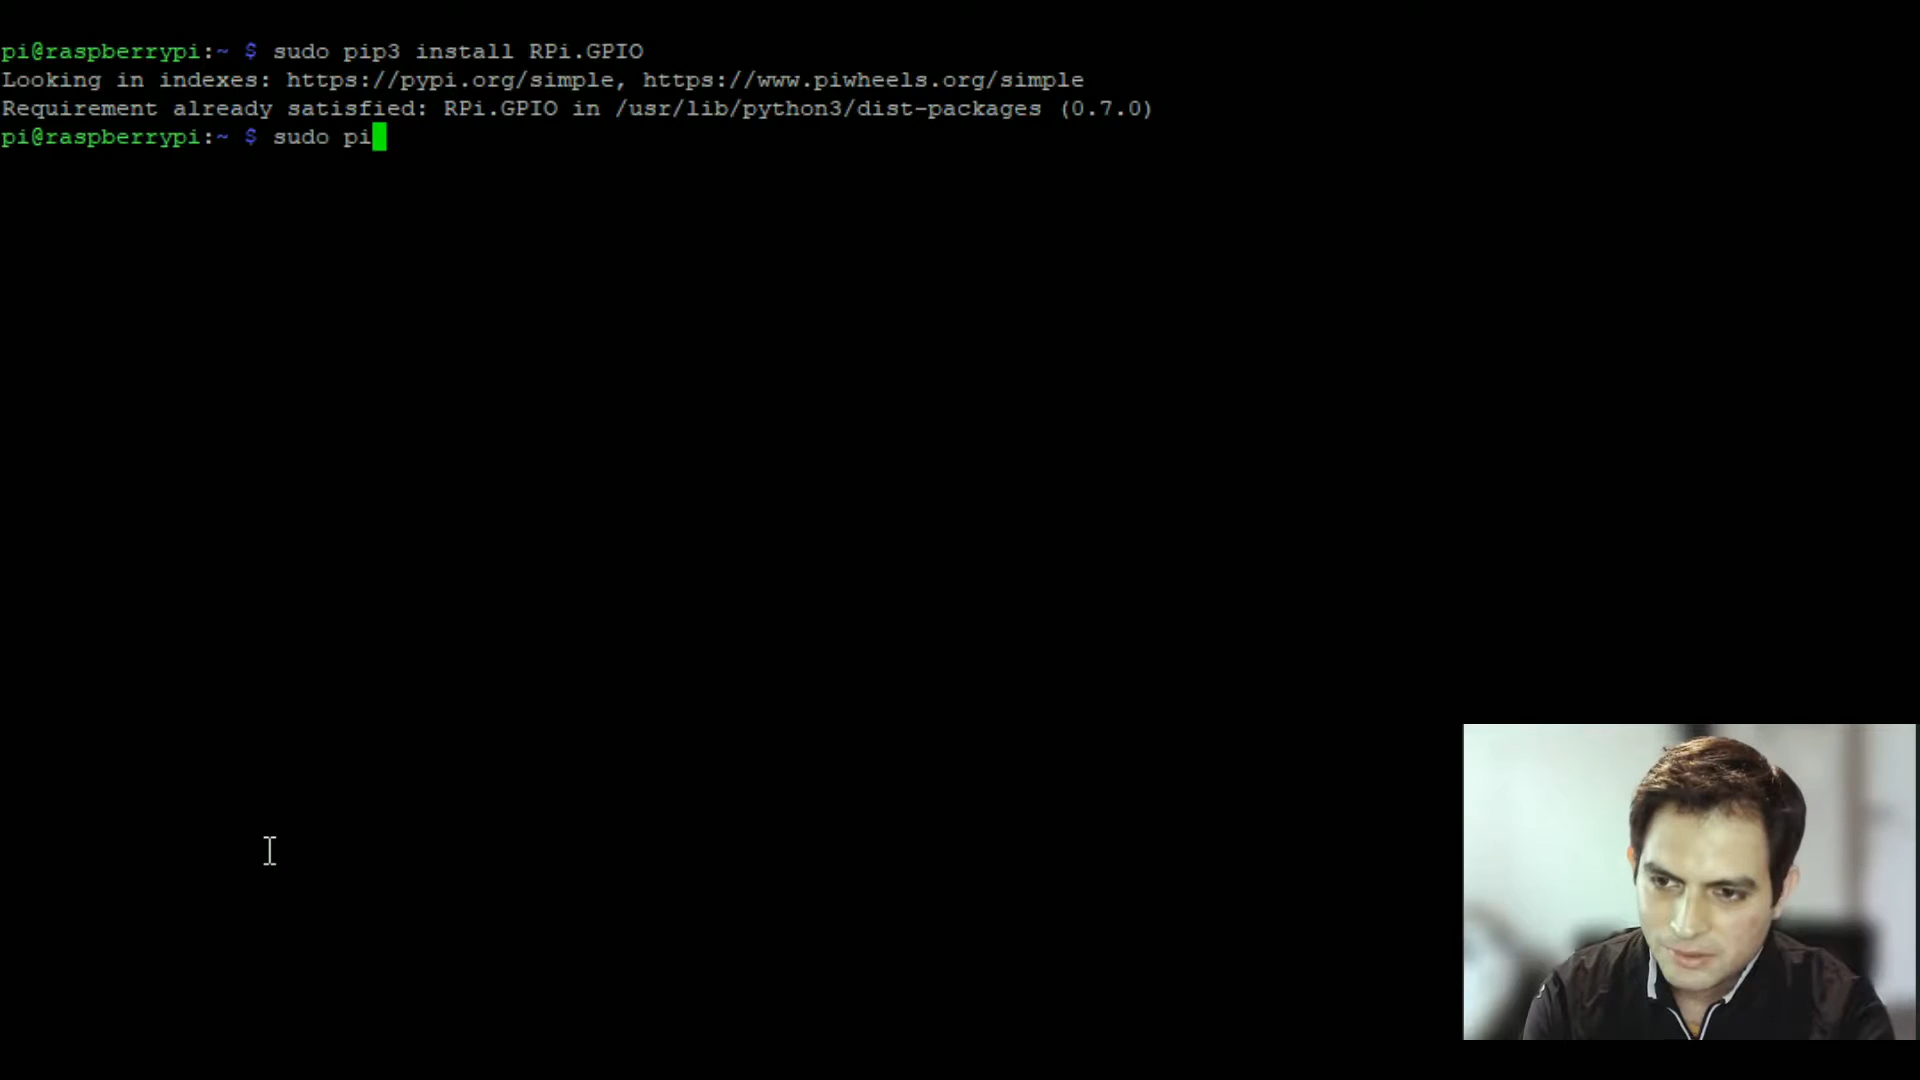 pi@raspberrypi:~ $ sudo pip3 install RPi.GPIO
Looking in indexes: https://pypi.org/simple, https://www.piwheels.org/simple
Requirement already satisfied: RPi.GPIO in /usr/lib/python3/dist-packages (0.7.0)
pi@raspberrypi:~ $ sudo pi